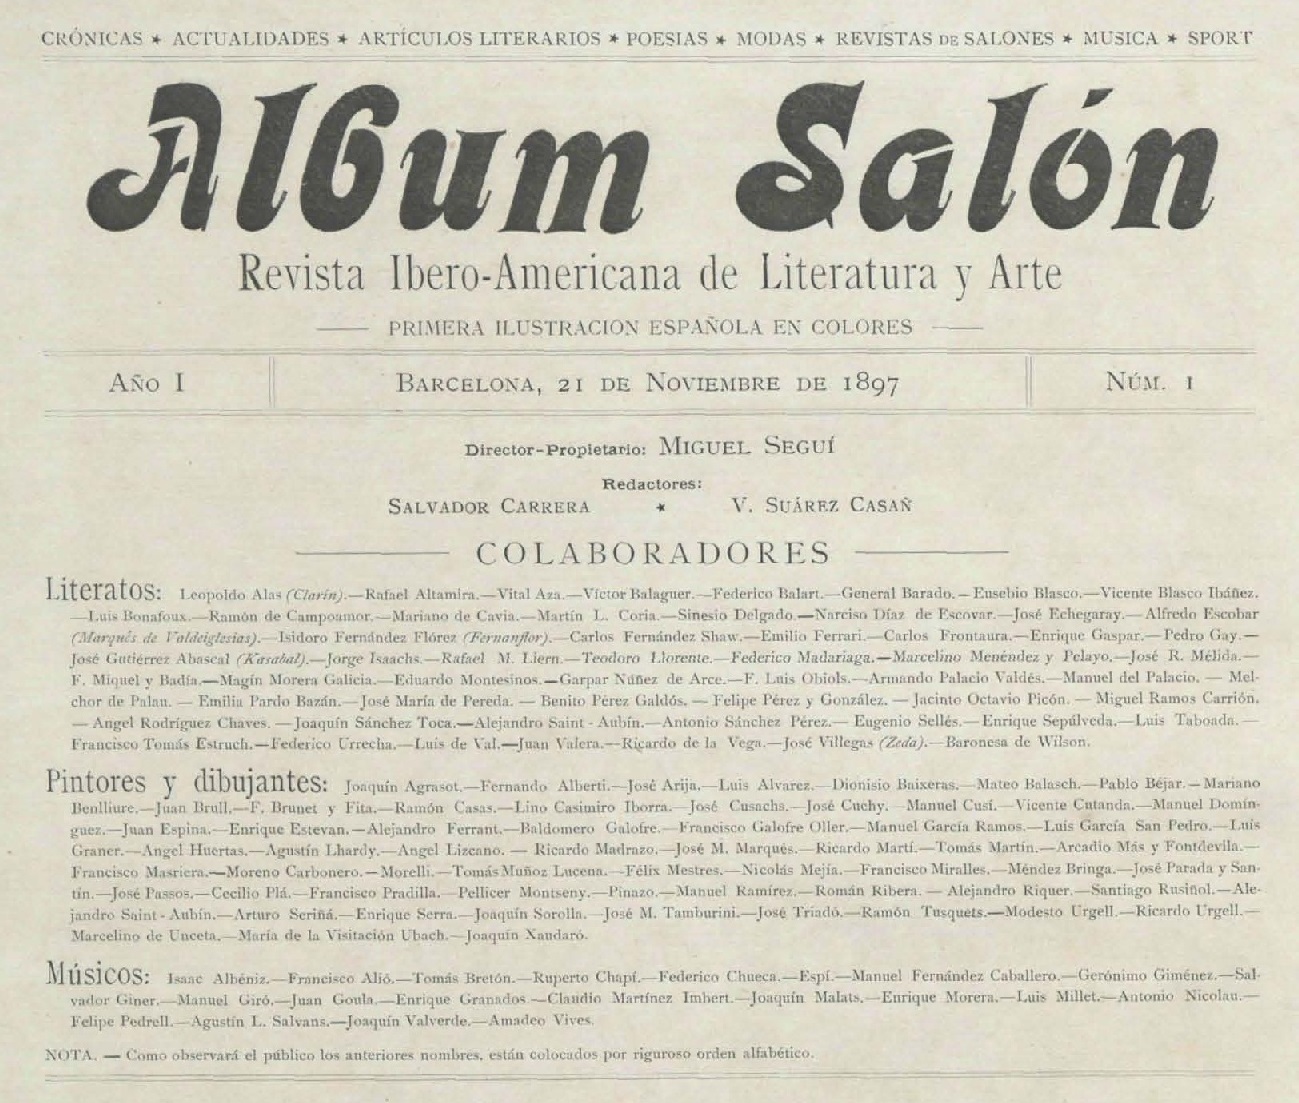 CRÓNICAS ★ ACTUALIDADES ★ ARTÍCULOS LITERARIOS ★ POESIAS ★ MODAS ★ REVISTAS DE SALONES ★ MUSICA ★ SPORT
Album Salón
Revista Ibero-Americana de Literatura y Arte
PRIMERA ILUSTRACION ESPAÑOLA EN COLORES
AÑO I BARCELONA, 21 DE NOVIEMBRE DE 1897 NÚM. 1
Director-Propietario: MIGUEL SEGUÍ
Redactores:
SALVADOR CARRERA ★ V. SUÁREZ CASAÑ
COLABORADORES
Literatos: Leopoldo Alas (Clarín).—Rafael Altamira.—Vital Aza.—Víctor Balaguer.—Federico Balart.—General Barado.—Eusebio Blasco.—Vicente Blasco Ibáñez.
—Luis Bonafoux.—Ramón de Campoamor.—Mariano de Cavia.—Martín L. Coria.—Sinesio Delgado.—Narciso Díaz de Escovar.—José Echegaray.—Alfredo Escobar
(Marqués de Valdeiglesias).—Isidoro Fernández Flórez (Fernanflor).—Carlos Fernández Shaw.—Emilio Ferrari.—Carlos Frontaura.—Enrique Gaspar.—Pedro Gay.—
José Gutiérrez Abascal (Kasabal).—Jorge Isaachs.—Rafael M. Liern.—Teodoro Llorente.—Federico Madariaga.—Marcelino Menéndez y Pelayo.—José R. Mélida.—
F. Miquel y Badía.—Magín Morera Galicia.—Eduardo Montesinos.—Garpar Núñez de Arce.—F. Luis Obiols.—Armando Palacio Valdés.—Manuel del Palacio. — Mel-
chor de Palau. — Emilia Pardo Bazán.—José María de Pereda. — Benito Pérez Galdós. — Felipe Pérez y González. — Jacinto Octavio Picón. — Miguel Ramos Carrión.
— Angel Rodríguez Chaves. — Joaquín Sánchez Toca.—Alejandro Saint-Aubín.—Antonio Sánchez Pérez.— Eugenio Sellés.—Enrique Sepúlveda.—Luis Taboada.—
Francisco Tomás Estruch.—Federico Urrecha.—Luis de Val.—Juan Valera.—Ricardo de la Vega.—José Villegas (Zeda).—Baronesa de Wilson.
Pintores y dibujantes: Joaquín Agrasot.—Fernando Alberti.—José Arija.—Luis Alvarez.—Dionisio Baixeras.—Mateo Balasch.—Pablo Béjar.—Mariano
Benlliure.—Juan Brull.—F. Brunet y Fita.—Ramón Casas.—Lino Casimiro Iborra.—José Cusachs.—José Cuchy.—Manuel Cusí.—Vicente Cutanda.—Manuel Domín-
guez.—Juan Espina.—Enrique Estevan.—Alejandro Ferrant.—Baldomero Galofre.—Francisco Galofre Oller.—Manuel García Ramos.—Luis García San Pedro.—Luis
Graner.—Angel Huertas.—Agustín Lhardy.—Angel Lizcano. — Ricardo Madrazo.—José M. Marqués.—Ricardo Martí.—Tomás Martín.—Arcadio Más y Fontdevila.—
Francisco Masriera.—Moreno Carbonero.—Morelli.—Tomás Muñoz Lucena.—Félix Mestres.—Nicolás Mejía.—Francisco Miralles.—Méndez Bringa.—José Parada y San-
tín.—José Passos.—Cecilio Plá.—Francisco Pradilla.—Pellicer Montseny.—Pinazo.—Manuel Ramírez.—Román Ribera. — Alejandro Riquer.—Santiago Rusiñol.—Ale-
jandro Saint-Aubín.—Arturo Seriñá.—Enrique Serra.—Joaquín Sorolla.—José M. Tamburini.—José Triadó.—Ramón Tusquets.—Modesto Urgell.—Ricardo Urgell.—
Marcelino de Unceta.—María de la Visitación Ubach.—Joaquín Xaudaró.
Músicos: Isaac Albéniz.—Francisco Alió.—Tomás Bretón.—Ruperto Chapí.—Federico Chueca.—Espí.—Manuel Fernández Caballero.—Gerónimo Giménez.—Sal-
vador Giner.—Manuel Giró.—Juan Goula.—Enrique Granados.—Claudio Martínez Imbert.—Joaquín Malats.—Enrique Morera.—Luis Millet.—Antonio Nicolau.—
Felipe Pedrell.—Agustín L. Salvans.—Joaquín Valverde.—Amadeo Vives.
NOTA. — Como observará el público los anteriores nombres, están colocados por riguroso orden alfabético.